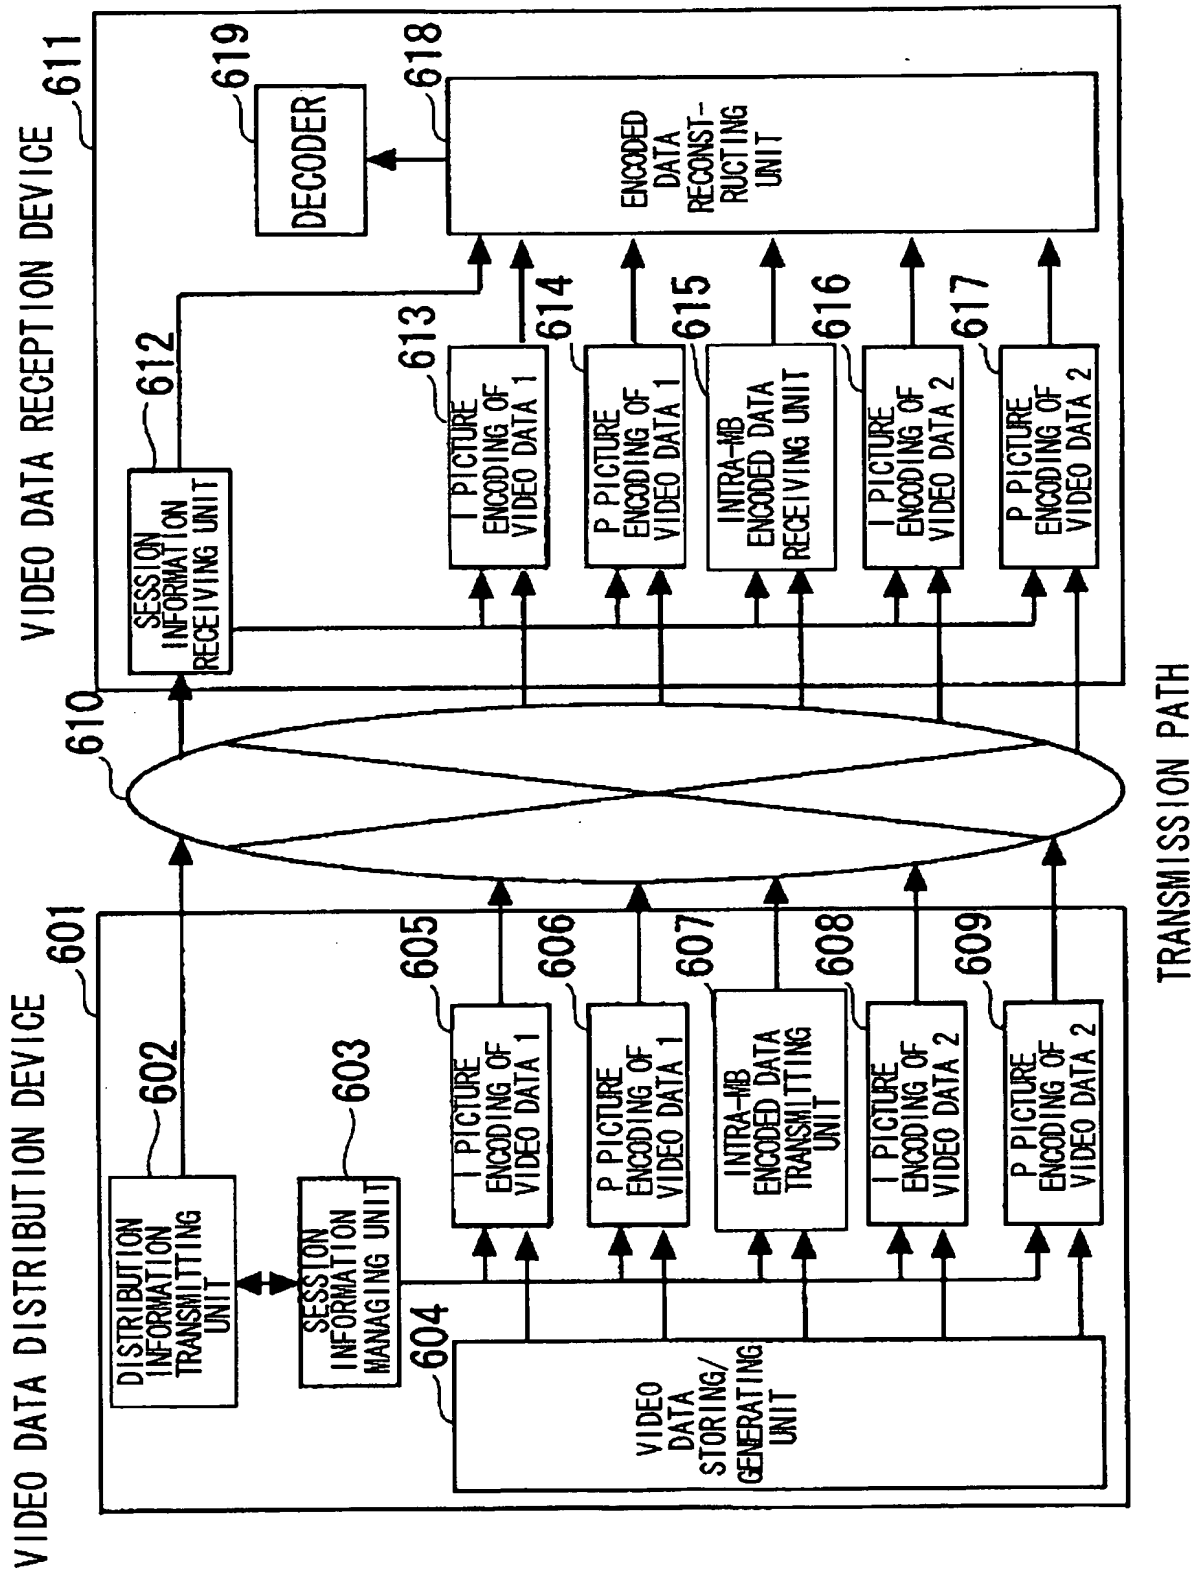 VIDEO DATA DISTRIBUTION DEVICE
601
DISTRIBUTION
INFORMATION
TRANSMITTING
UNIT
602
SESSION
INFORMATION
MANAGING UNIT
603
604
VIDEO
DATA
STORING/
GENERATING
UNIT
I PICTURE
ENCODING OF
VIDEO DATA 1
605
P PICTURE
ENCODING OF
VIDEO DATA 1
606
INTRA-MB
ENCODED DATA
TRANSMITTING
UNIT
607
I PICTURE
ENCODING OF
VIDEO DATA 2
608
P PICTURE
ENCODING OF
VIDEO DATA 2
609
610
TRANSMISSION PATH
VIDEO DATA RECEPTION DEVICE
611
SESSION
INFORMATION
RECEIVING UNIT
612
I PICTURE
ENCODING OF
VIDEO DATA 1
613
P PICTURE
ENCODING OF
VIDEO DATA 1
614
INTRA-MB
ENCODED DATA
RECEIVING UNIT
615
I PICTURE
ENCODING OF
VIDEO DATA 2
616
P PICTURE
ENCODING OF
VIDEO DATA 2
617
ENCODED
DATA
RECONST-
RUCTING
UNIT
618
DECODER
619